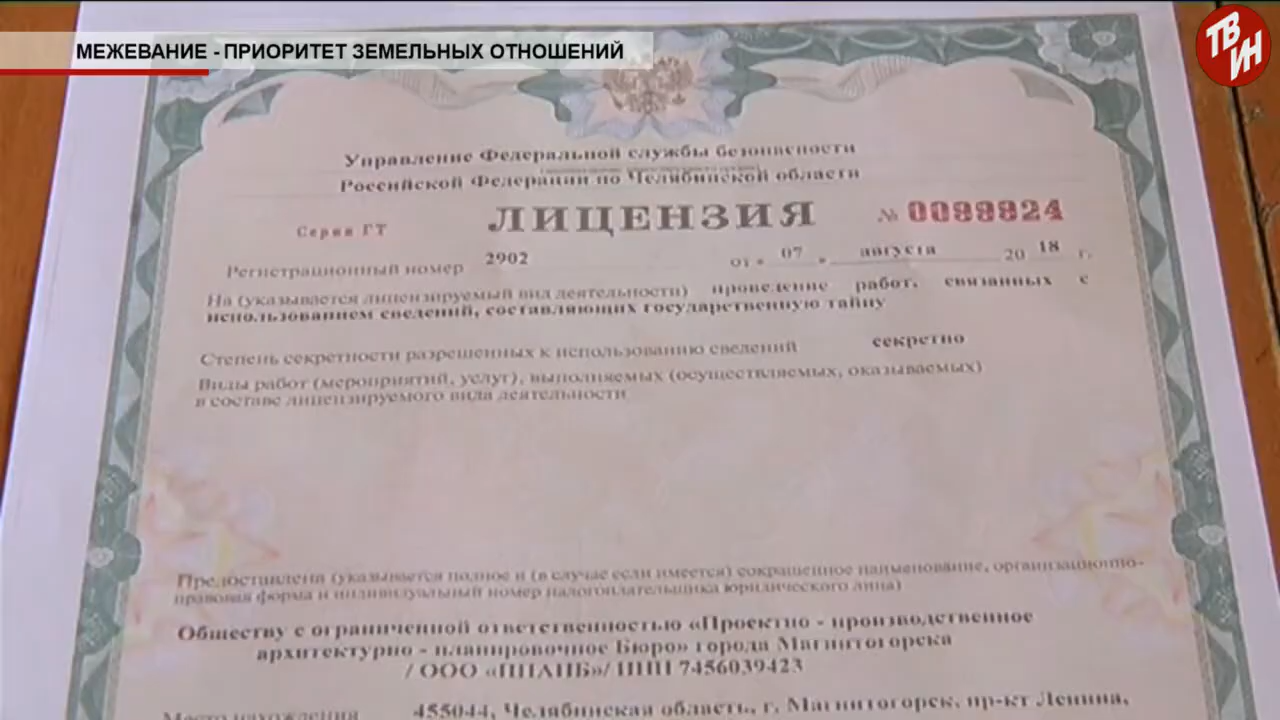 МЕЖЕВАНИЕ - ПРИОРИТЕТ ЗЕМЕЛЬНЫХ ОТНОШЕНИЙ
ТВ
ИН
Управление Федеральной службы безопасности
Российской Федерации по Челябинской области
Серия ГТ
ЛИЦЕНЗИЯ
№ 0099824
Регистрационный номер 2902 от « 07 » августа 20 18 г.
На (указывается лицензируемый вид деятельности) проведение работ, связанных с
использованием сведений, составляющих государственную тайну
Степень секретности разрешенных к использованию сведений секретно
Виды работ (мероприятий, услуг), выполняемых (осуществляемых, оказываемых)
в составе лицензируемого вида деятельности
Предоставлена (указывается полное и (в случае если имеется) сокращенное наименование, организационно-
правовая форма и индивидуальный номер налогоплательщика юридического лица)
Обществу с ограниченной ответственностью «Проектно - производственное
архитектурно - планировочное Бюро» города Магнитогорска
/ ООО «ППАПБ»/ ИНН 7456039423
Место нахождения 455044, Челябинская область, г. Магнитогорск, пр-кт Ленина,